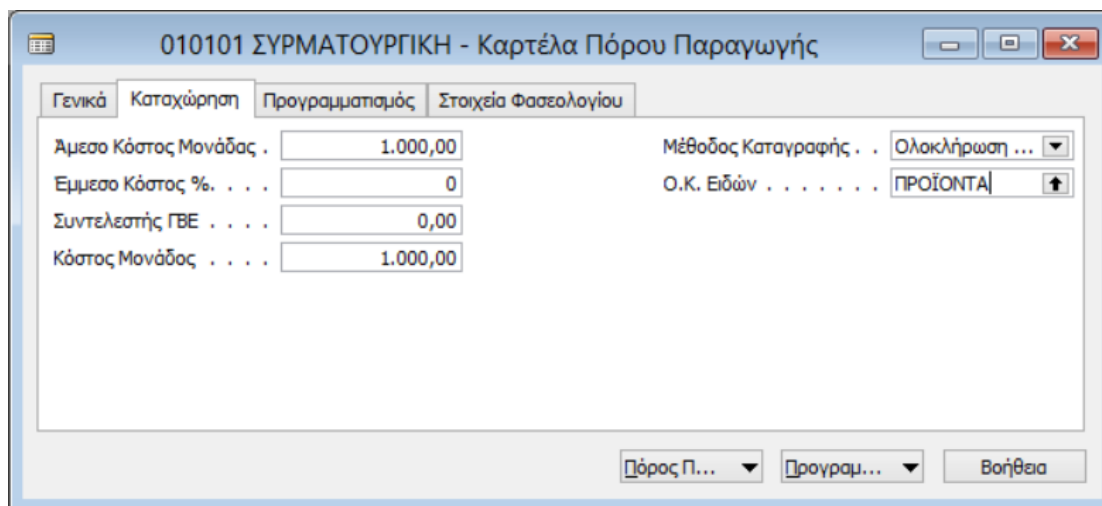 010101 ΣΥΡΜΑΤΟΥΡΓΙΚΗ - Καρτέλα Πόρου Παραγωγής
Γενικά Καταχώρηση Προγραμματισμός Στοιχεία Φασεολογίου
Άμεσο Κόστος Μονάδας . 1.000,00 Μέθοδος Καταγραφής . . Ολοκλήρωση ...
Έμμεσο Κόστος %. . . . 0 Ο.Κ. Ειδών . . . . . . . ΠΡΟΪΟΝΤΑ
Συντελεστής ΓΒΕ . . . . 0,00
Κόστος Μονάδος . . . . 1.000,00
Πόρος Π... Προγραμ... Βοήθεια